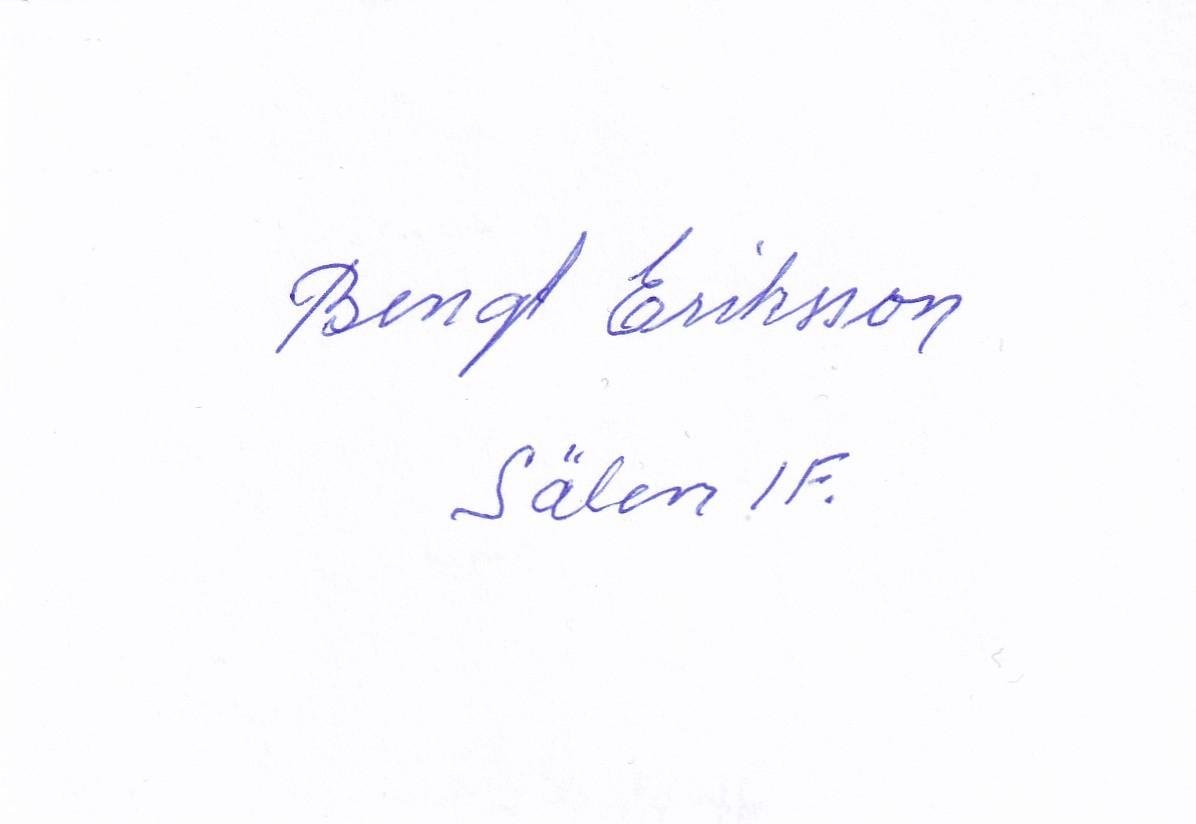 Bengt Eriksson
Sälen IF.